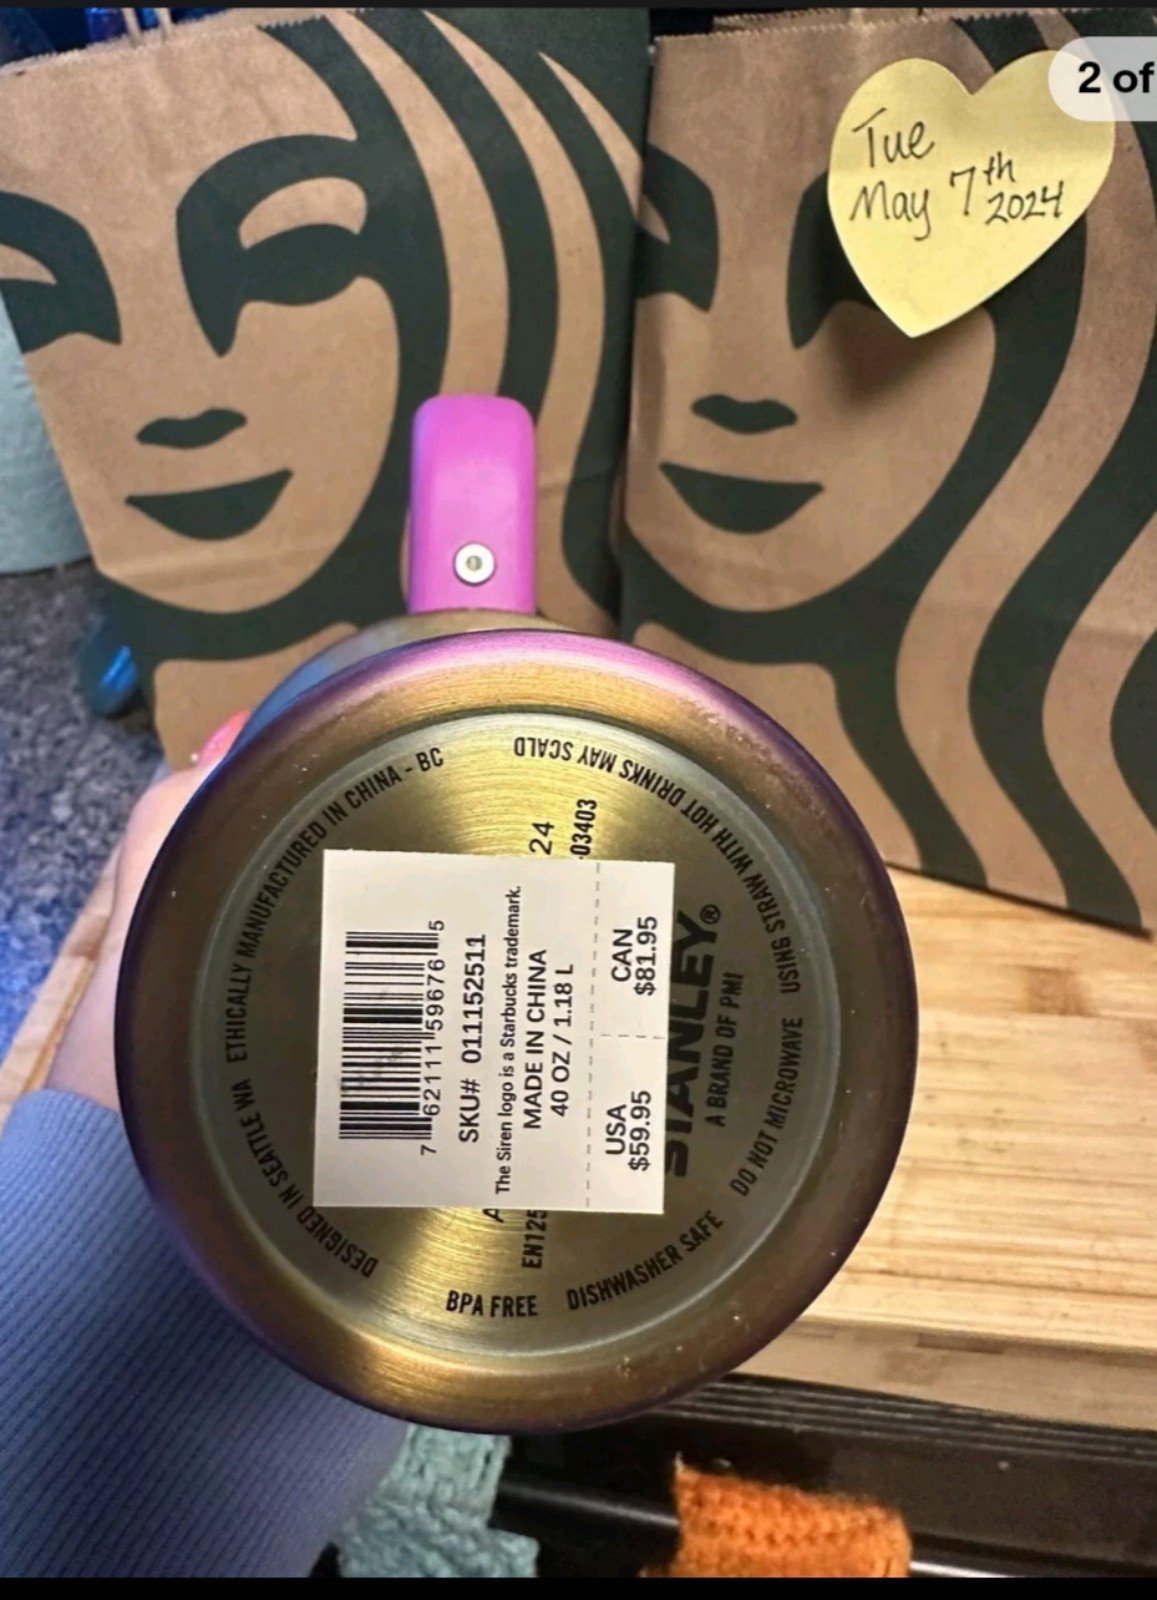 2 of
Tue
May 7th
2024
ETHICALLY MANUFACTURED IN CHINA - BC
USING STRAW WITH HOT DRINKS MAY SCALD
DO NOT MICROWAVE
DISHWASHER SAFE
BPA FREE
DESIGNED IN SEATTLE WA
7 62111 59676 5
SKU# 011152511
The Siren logo is a Starbucks trademark.
MADE IN CHINA
40 OZ / 1.18 L
USA
$59.95
CAN
$81.95
24
03403
EN125
STANLEY®
A BRAND OF PMI